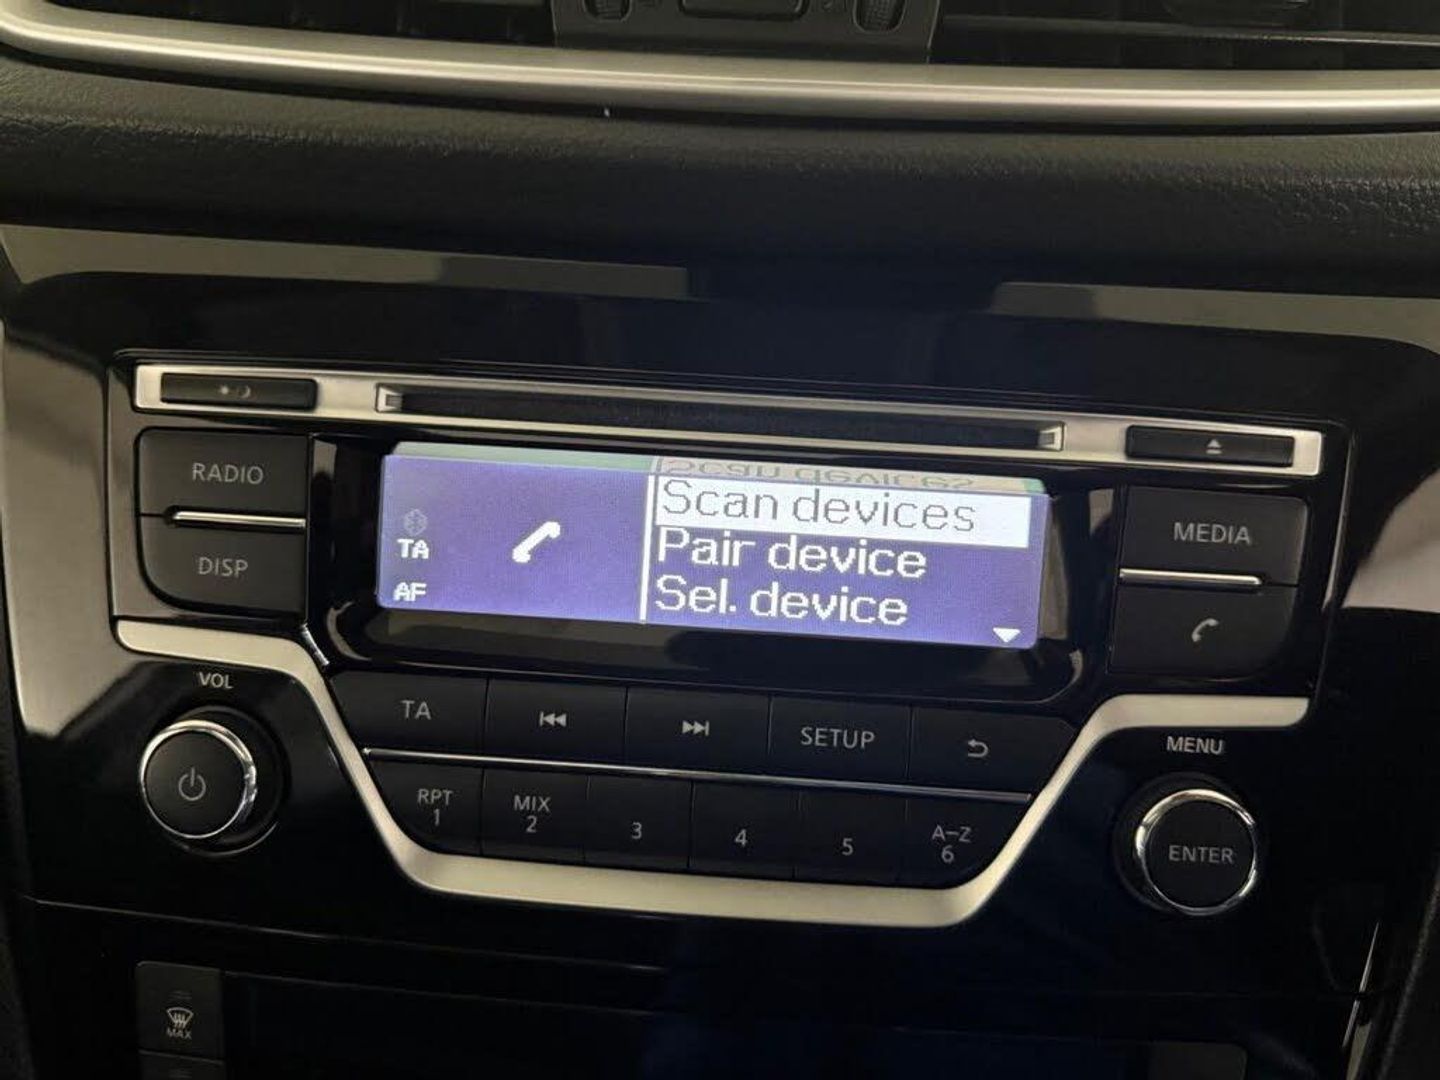 RADIO
DISP
TA
AF
Scan devices
Pair device
Sel. device
MEDIA
VOL
TA
SETUP
MENU
RPT
1
MIX
2
3
4
5
A-Z
6
ENTER
MAX